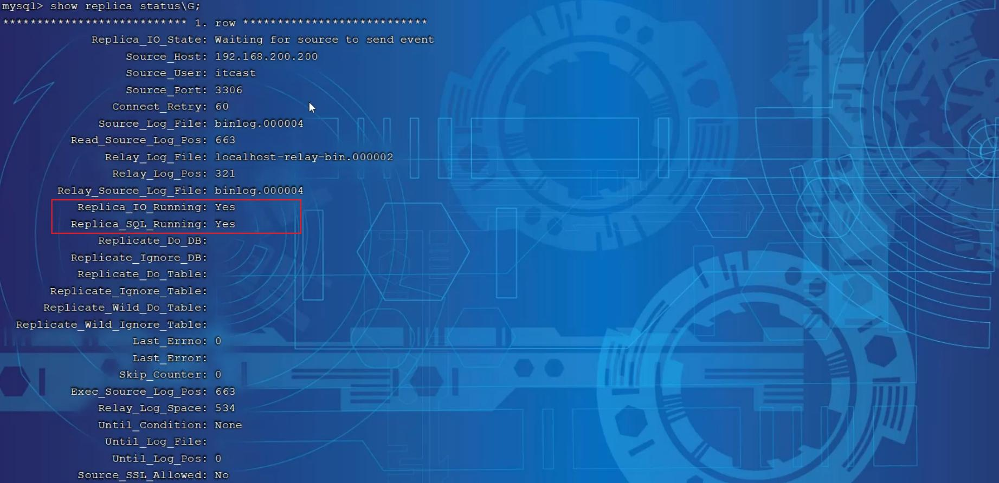 mysql> show replica status\G;
*************************** 1. row ***************************
Replica_IO_State: Waiting for source to send event
Source_Host: 192.168.200.200
Source_User: itcast
Source_Port: 3306
Connect_Retry: 60
Source_Log_File: binlog.000004
Read_Source_Log_Pos: 663
Relay_Log_File: localhost-relay-bin.000002
Relay_Log_Pos: 321
Relay_Source_Log_File: binlog.000004
Replica_IO_Running: Yes
Replica_SQL_Running: Yes
Replicate_Do_DB:
Replicate_Ignore_DB:
Replicate_Do_Table:
Replicate_Ignore_Table:
Replicate_Wild_Do_Table:
Replicate_Wild_Ignore_Table:
Last_Errno: 0
Last_Error:
Skip_Counter: 0
Exec_Source_Log_Pos: 663
Relay_Log_Space: 534
Until_Condition: None
Until_Log_File:
Until_Log_Pos: 0
Source_SSL_Allowed: No